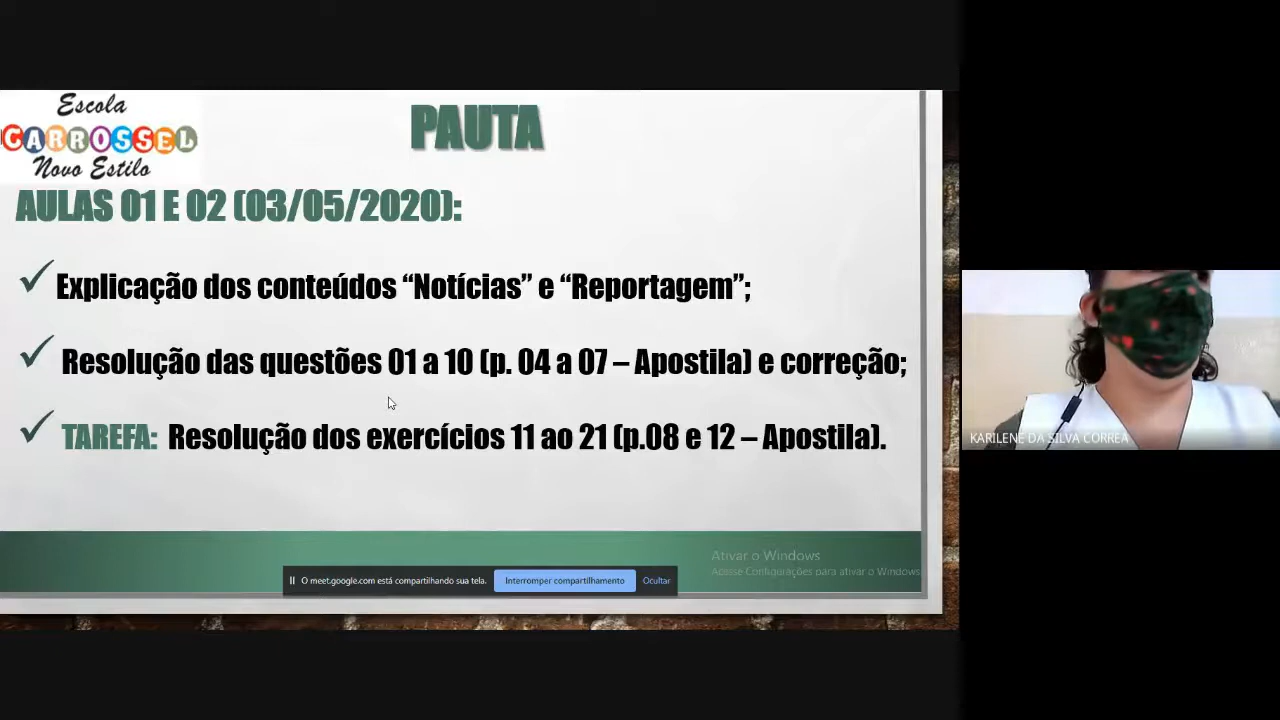 Escola
CARROSSEL
Novo Estilo
PAUTA
AULAS 01 E 02 (03/05/2020):
Explicação dos conteúdos “Notícias” e “Reportagem”;
Resolução das questões 01 a 10 (p. 04 a 07 – Apostila) e correção;
TAREFA: Resolução dos exercícios 11 ao 21 (p.08 e 12 – Apostila).
Ativar o Windows
Acesse Configurações para ativar o Windows
O meet.google.com está compartilhando sua tela.
Interromper compartilhamento
Ocultar
KARILENE DA SILVA CORREA